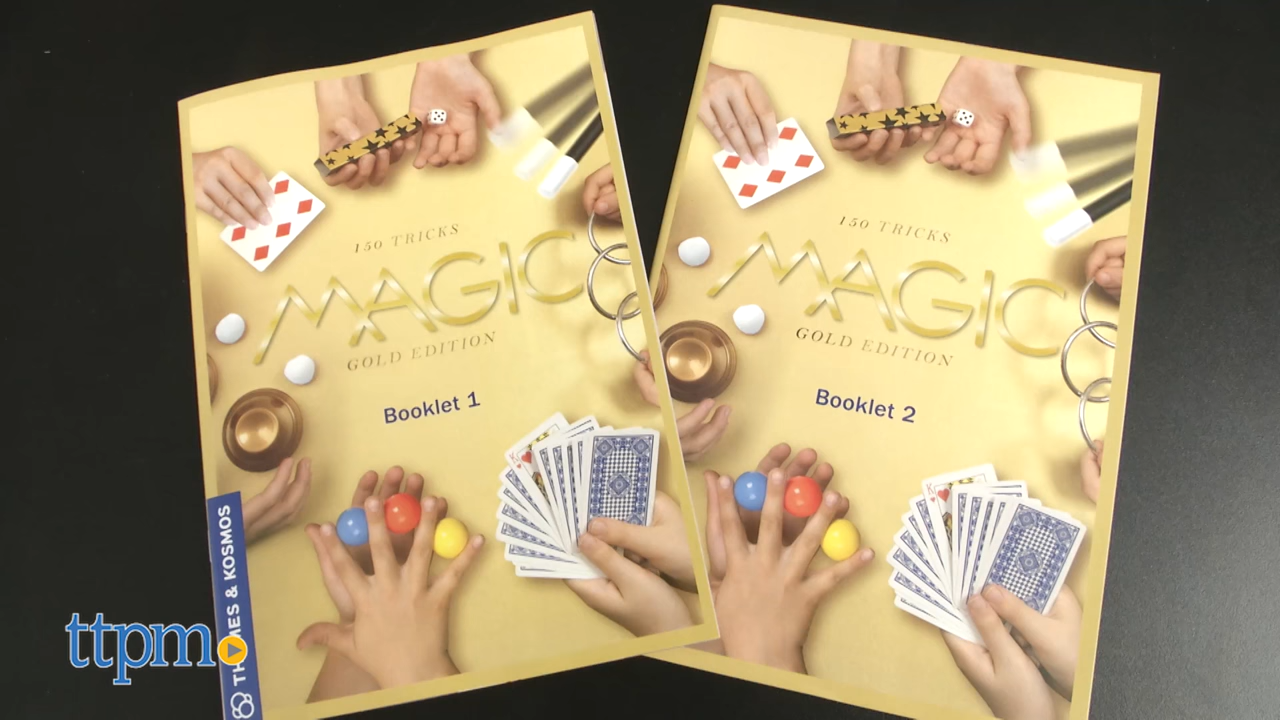 150 TRICKS
MAGIC
GOLD EDITION
Booklet 1
THAMES & KOSMOS
150 TRICKS
MAGIC
GOLD EDITION
Booklet 2
K
ttpm